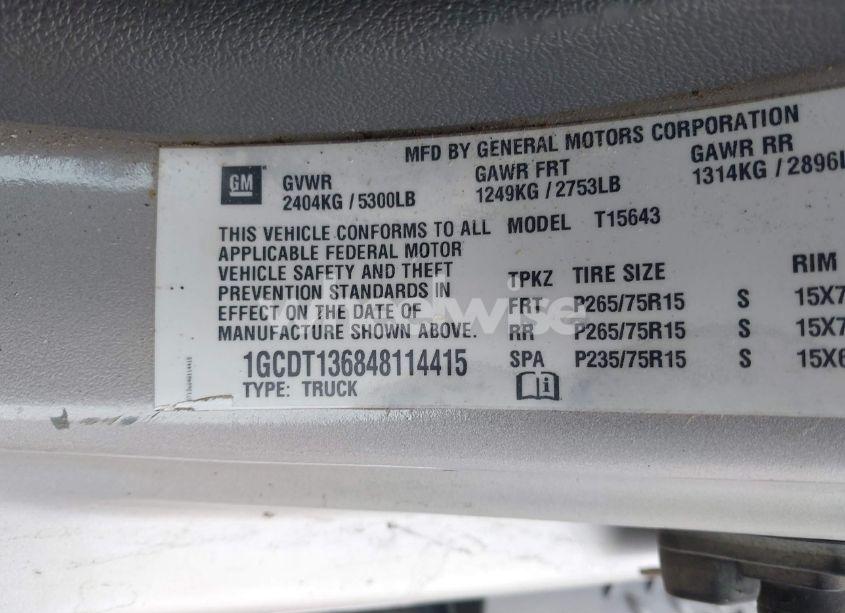 MFD BY GENERAL MOTORS CORPORATION
GM
GVWR
2404KG / 5300LB
GAWR FRT
1249KG / 2753LB
GAWR RR
1314KG / 2896L
THIS VEHICLE CONFORMS TO ALL
APPLICABLE FEDERAL MOTOR
VEHICLE SAFETY AND THEFT
PREVENTION STANDARDS IN
EFFECT ON THE DATE OF
MANUFACTURE SHOWN ABOVE.
1GCDT136848114415
TYPE: TRUCK
MODEL T15643
TPKZ TIRE SIZE RIM
FRT P265/75R15 S 15X7
RR P265/75R15 S 15X7
SPA P235/75R15 S 15X6